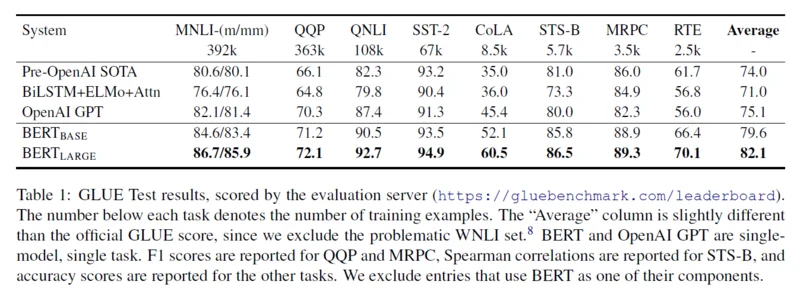 System MNLI-(m/mm) QQP QNLI SST-2 CoLA STS-B MRPC RTE Average
392k 363k 108k 67k 8.5k 5.7k 3.5k 2.5k -
Pre-OpenAI SOTA 80.6/80.1 66.1 82.3 93.2 35.0 81.0 86.0 61.7 74.0
BiLSTM+ELMo+Attn 76.4/76.1 64.8 79.8 90.4 36.0 73.3 84.9 56.8 71.0
OpenAI GPT 82.1/81.4 70.3 87.4 91.3 45.4 80.0 82.3 56.0 75.1
BERTBASE 84.6/83.4 71.2 90.5 93.5 52.1 85.8 88.9 66.4 79.6
BERTLARGE 86.7/85.9 72.1 92.7 94.9 60.5 86.5 89.3 70.1 82.1
Table 1: GLUE Test results, scored by the evaluation server (https://gluebenchmark.com/leaderboard).
The number below each task denotes the number of training examples. The “Average” column is slightly different
than the official GLUE score, since we exclude the problematic WNLI set.8 BERT and OpenAI GPT are single-
model, single task. F1 scores are reported for QQP and MRPC, Spearman correlations are reported for STS-B, and
accuracy scores are reported for the other tasks. We exclude entries that use BERT as one of their components.